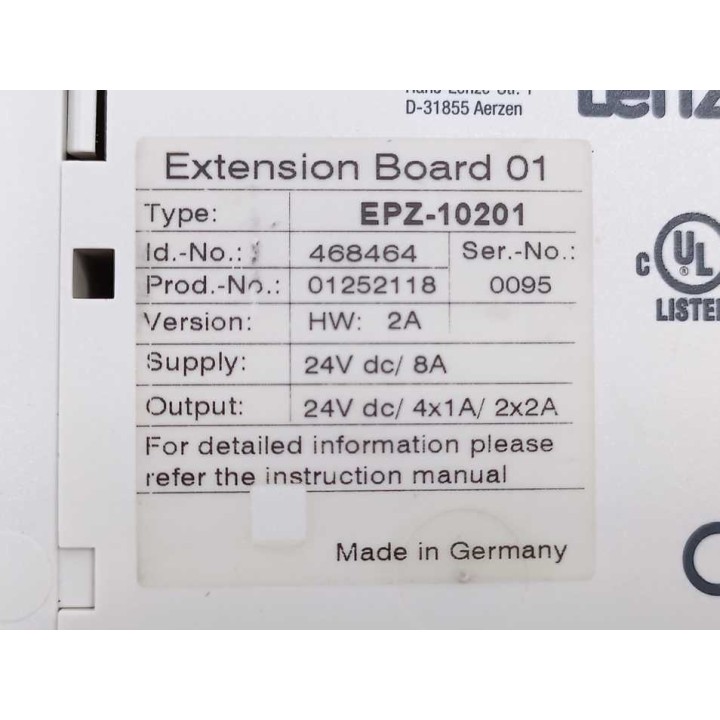 D-31855 Aerzen
Extension Board 01
Type: EPZ-10201
Id.-No.: 468464 Ser.-No.:
Prod.-No.: 01252118 0095
Version: HW: 2A
Supply: 24V dc/ 8A
Output: 24V dc/ 4x1A/ 2x2A
For detailed information please
refer the instruction manual
Made in Germany
C UL ®
LISTED